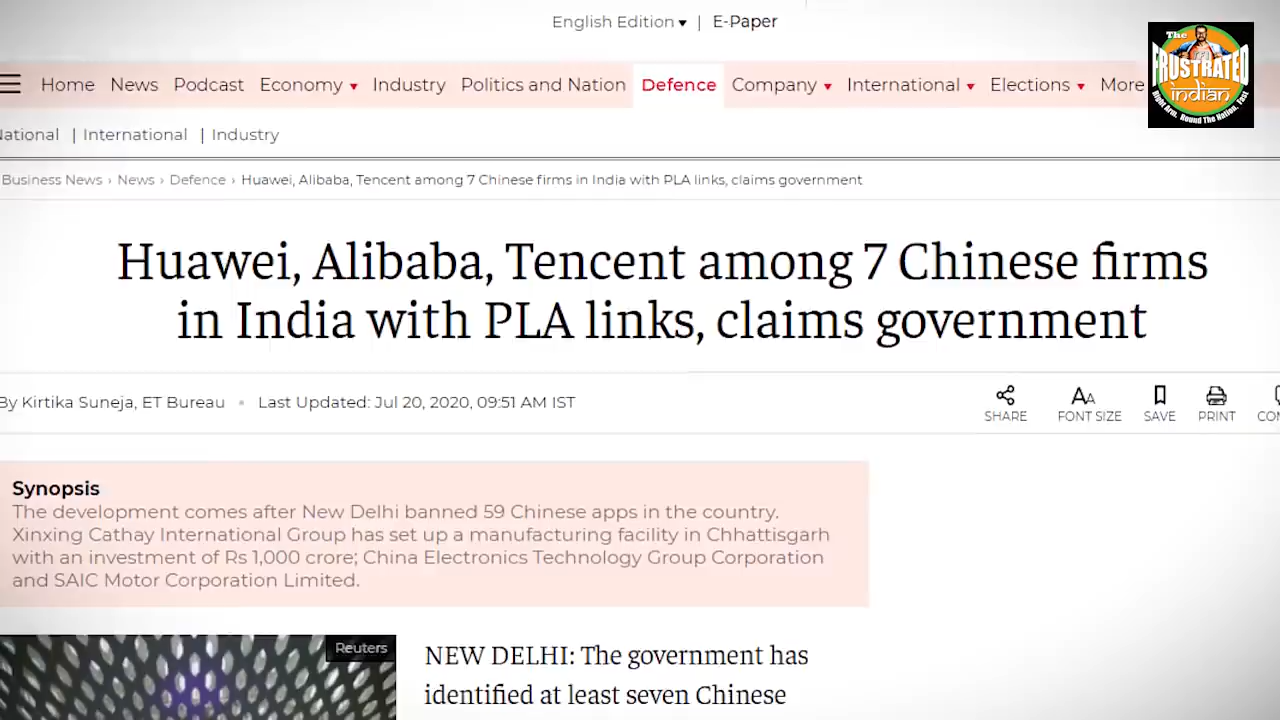 English Edition | E-Paper
Home News Podcast Economy Industry Politics and Nation Defence Company International Elections More
The
FRUSTRATED
indian
Right Arm. Round The Nation, Fast
National | International | Industry
Business News › News › Defence › Huawei, Alibaba, Tencent among 7 Chinese firms in India with PLA links, claims government
Huawei, Alibaba, Tencent among 7 Chinese firms
in India with PLA links, claims government
By Kirtika Suneja, ET Bureau • Last Updated: Jul 20, 2020, 09:51 AM IST
SHARE FONT SIZE SAVE PRINT
Synopsis
The development comes after New Delhi banned 59 Chinese apps in the country.
Xinxing Cathay International Group has set up a manufacturing facility in Chhattisgarh
with an investment of Rs 1,000 crore; China Electronics Technology Group Corporation
and SAIC Motor Corporation Limited.
Reuters
NEW DELHI: The government has
identified at least seven Chinese